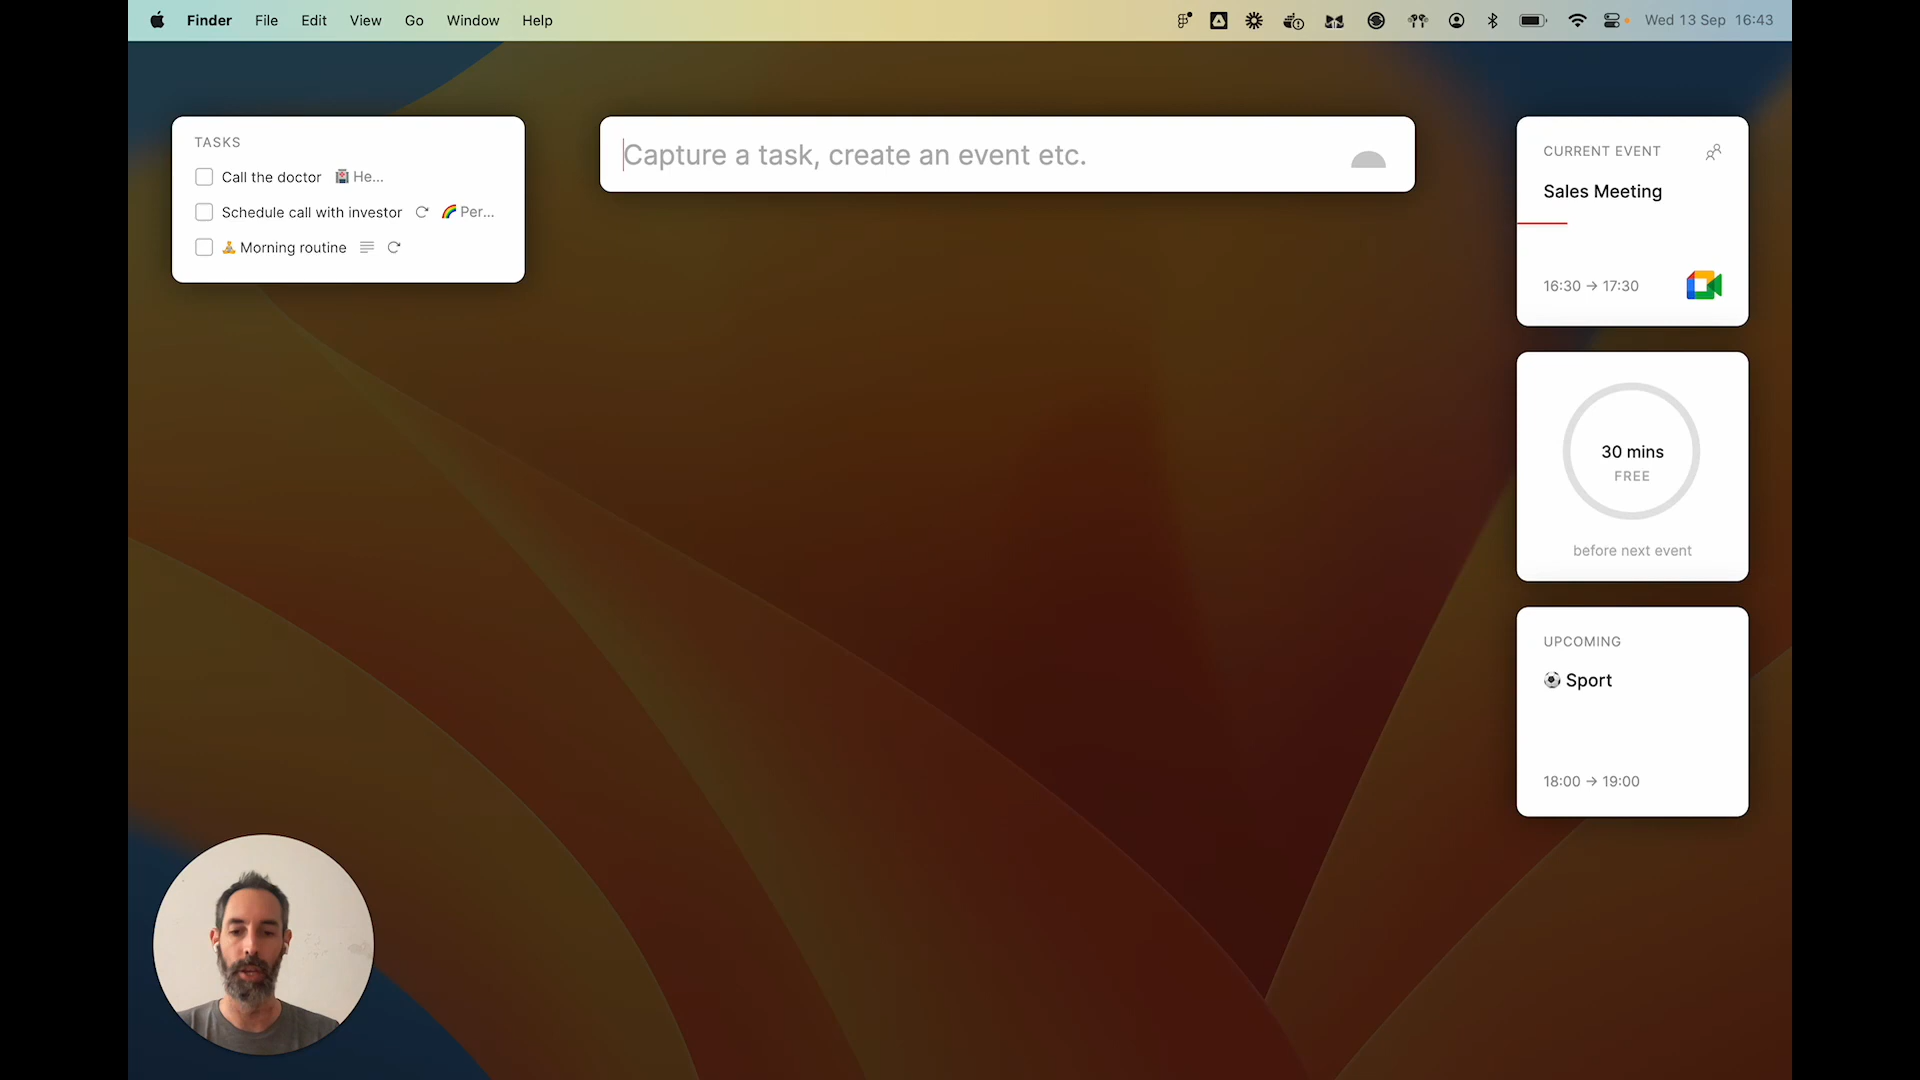 Finder File Edit View Go Window Help Wed 13 Sep 16:43
TASKS
Call the doctor He...
Schedule call with investor Per...
Morning routine
Capture a task, create an event etc.
CURRENT EVENT
Sales Meeting
16:30 → 17:30
30 mins
FREE
before next event
UPCOMING
Sport
18:00 → 19:00